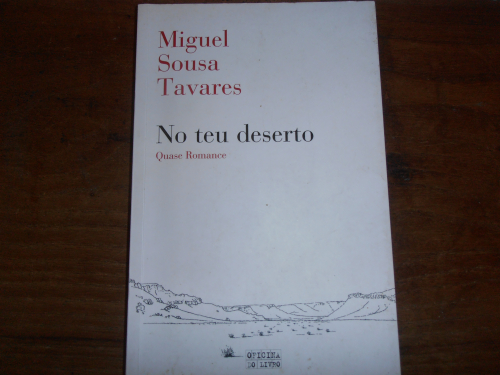 Miguel
Sousa
Tavares
No teu deserto
Quase Romance
OFICINA
DO LIVRO